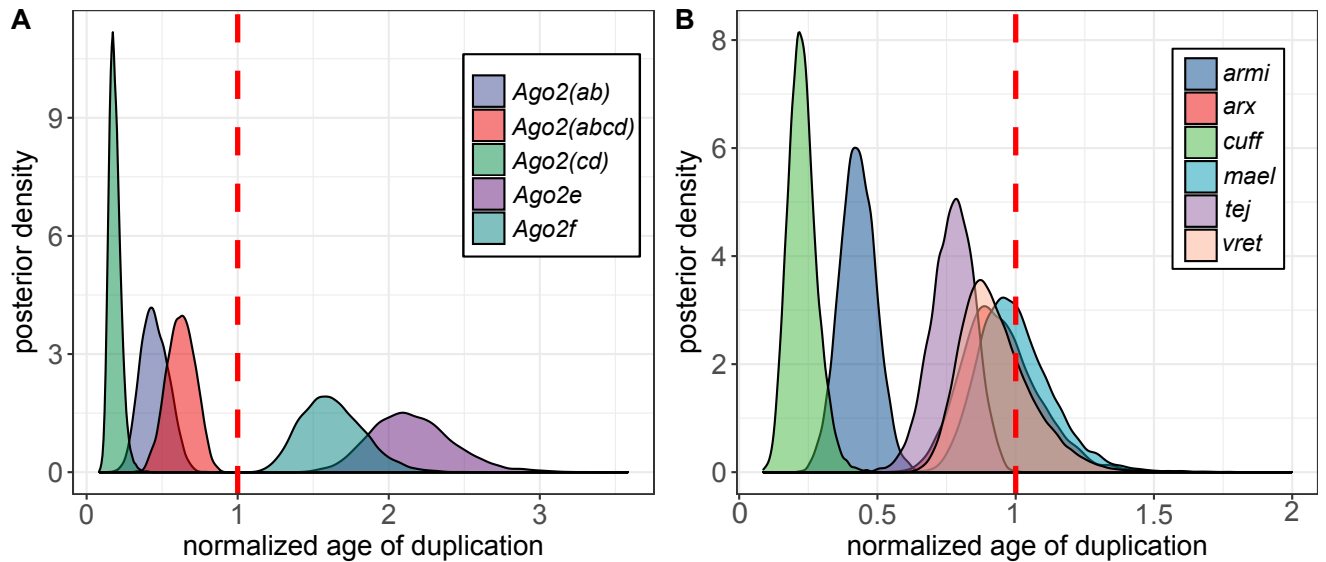 A
posterior density
9
6
3
0
0
1
2
3
normalized age of duplication
Ago2(ab)
Ago2(abcd)
Ago2(cd)
Ago2e
Ago2f
B
posterior density
8
6
4
2
0
0
0.5
1
1.5
2
normalized age of duplication
armi
arx
cuff
mael
tej
vret